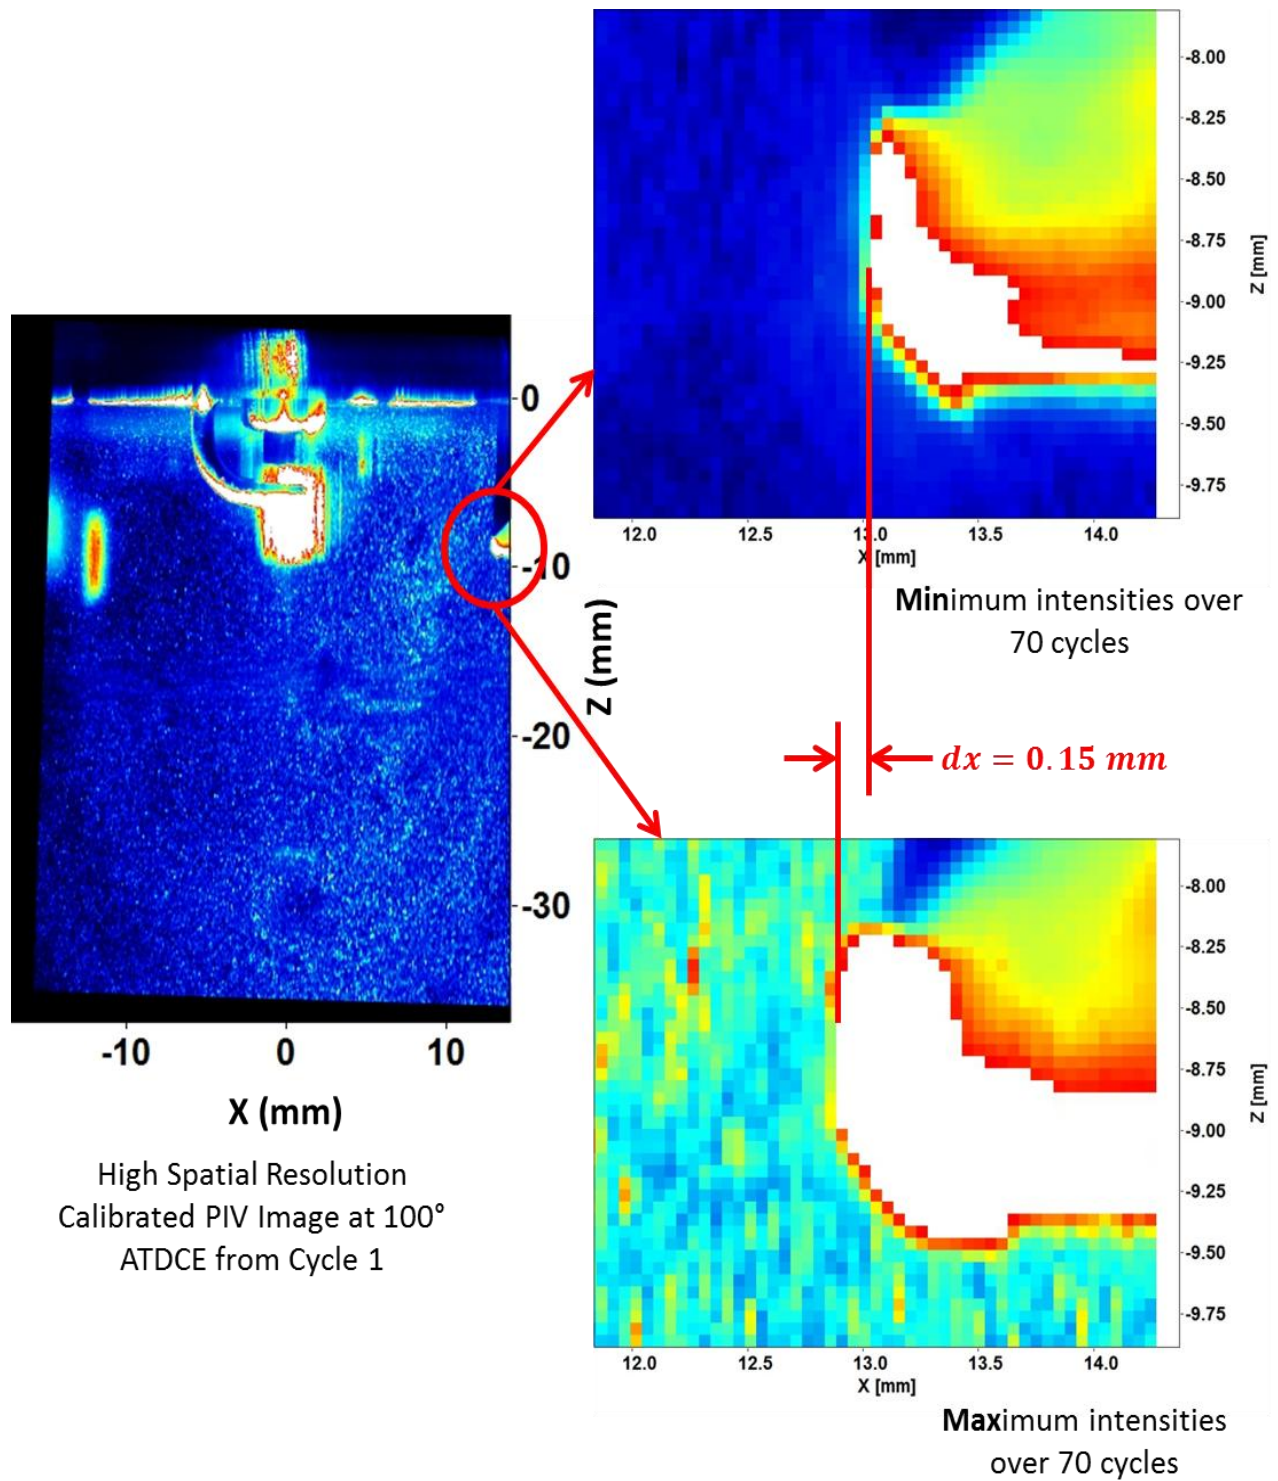 -8.00
-8.25
-8.50
-8.75
-9.00
-9.25
-9.50
-9.75
Z [mm]
12.0 12.5 13.0 13.5 14.0
X [mm]
Minimum intensities over
70 cycles
0
-10
-20
-30
Z (mm)
-10 0 10
X (mm)
High Spatial Resolution
Calibrated PIV Image at 100°
ATDCE from Cycle 1
dx = 0.15 mm
-8.00
-8.25
-8.50
-8.75
-9.00
-9.25
-9.50
-9.75
Z [mm]
12.0 12.5 13.0 13.5 14.0
X [mm]
Maximum intensities
over 70 cycles